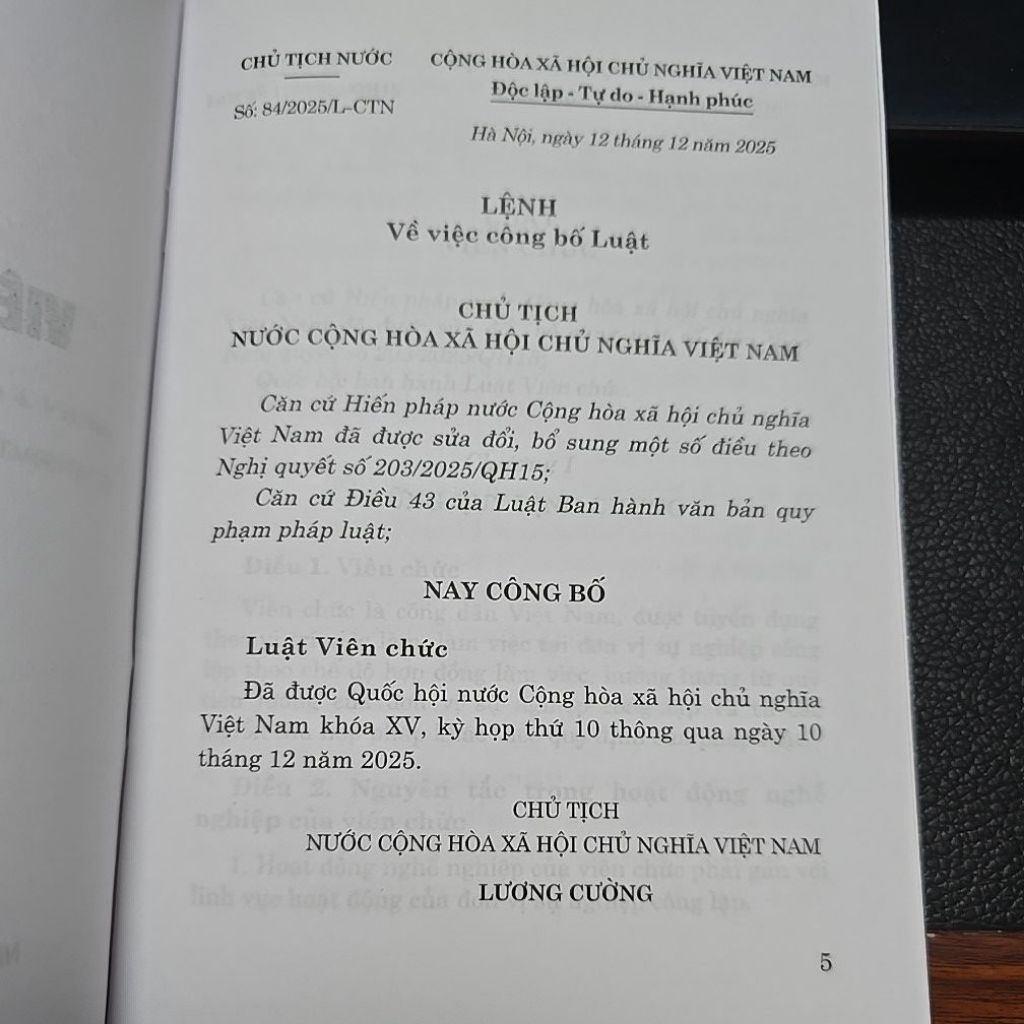 CHỦ TỊCH NƯỚC
CỘNG HÒA XÃ HỘI CHỦ NGHĨA VIỆT NAM
Độc lập - Tự do - Hạnh phúc
Số: 84/2025/L-CTN
Hà Nội, ngày 12 tháng 12 năm 2025
LỆNH
Về việc công bố Luật
CHỦ TỊCH
NƯỚC CỘNG HÒA XÃ HỘI CHỦ NGHĨA VIỆT NAM
Căn cứ Hiến pháp nước Cộng hòa xã hội chủ nghĩa
Việt Nam đã được sửa đổi, bổ sung một số điều theo
Nghị quyết số 203/2025/QH15;
Căn cứ Điều 43 của Luật Ban hành văn bản quy
phạm pháp luật;
NAY CÔNG BỐ
Luật Viên chức
Đã được Quốc hội nước Cộng hòa xã hội chủ nghĩa
Việt Nam khóa XV, kỳ họp thứ 10 thông qua ngày 10
tháng 12 năm 2025.
CHỦ TỊCH
NƯỚC CỘNG HÒA XÃ HỘI CHỦ NGHĨA VIỆT NAM
LƯƠNG CƯỜNG
5